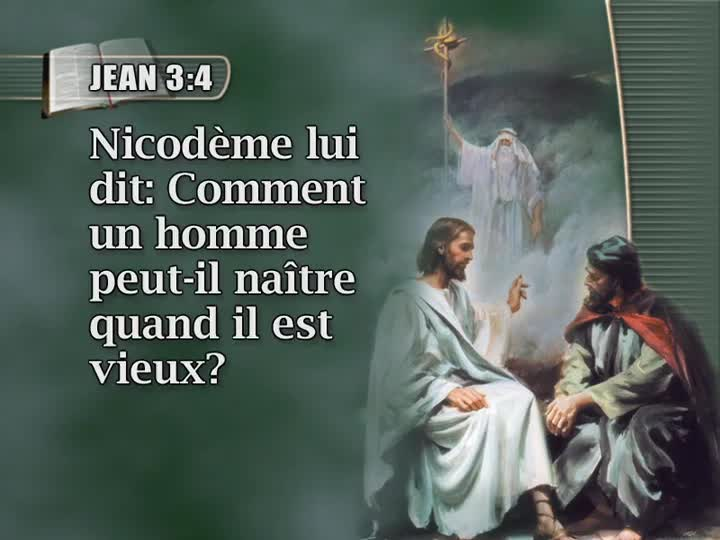 JEAN 3:4
Nicodème lui
dit: Comment
un homme
peut-il naître
quand il est
vieux?